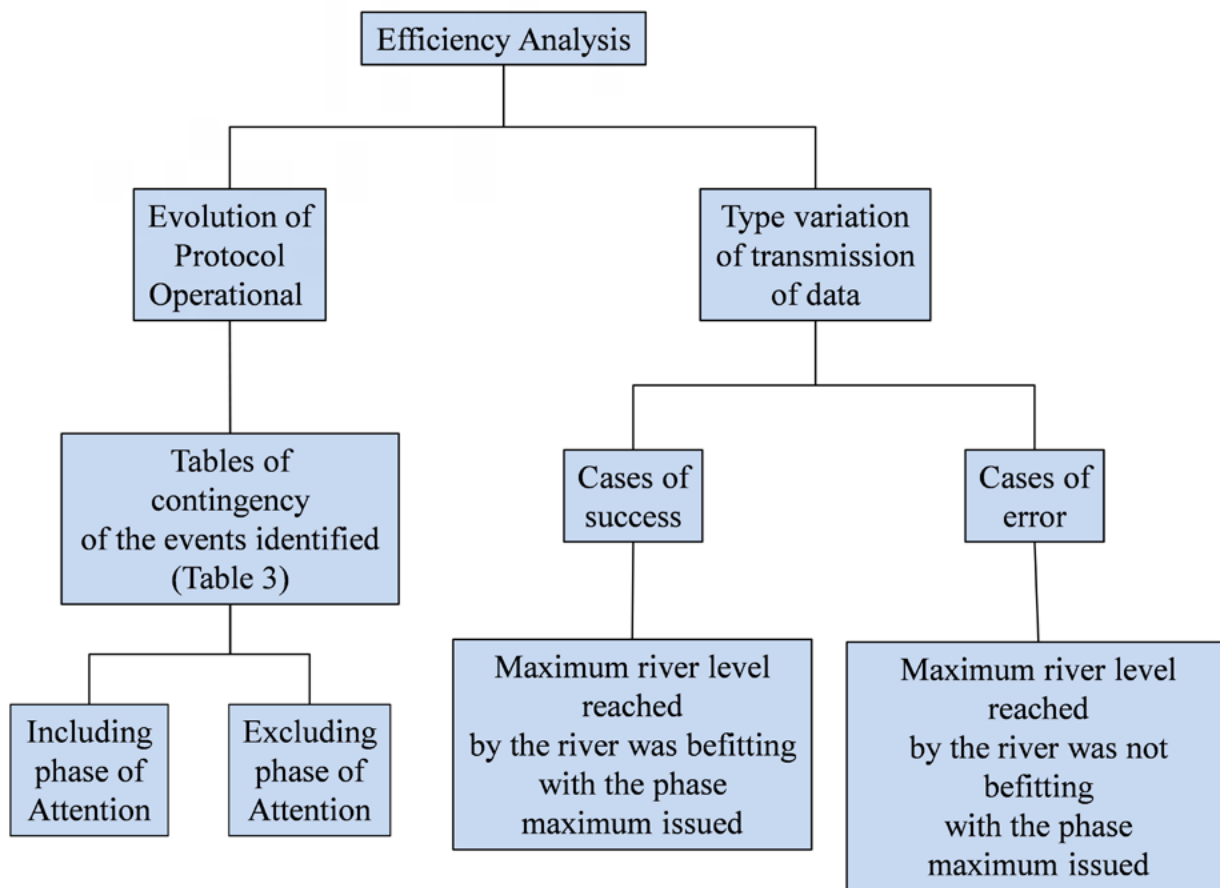 Efficiency Analysis
Evolution of
Protocol
Operational
Type variation
of transmission
of data
Tables of
contingency
of the events identified
(Table 3)
Cases of
success
Cases of
error
Including
phase of
Attention
Excluding
phase of
Attention
Maximum river level
reached
by the river was befitting
with the phase
maximum issued
Maximum river level
reached
by the river was not
befitting
with the phase
maximum issued